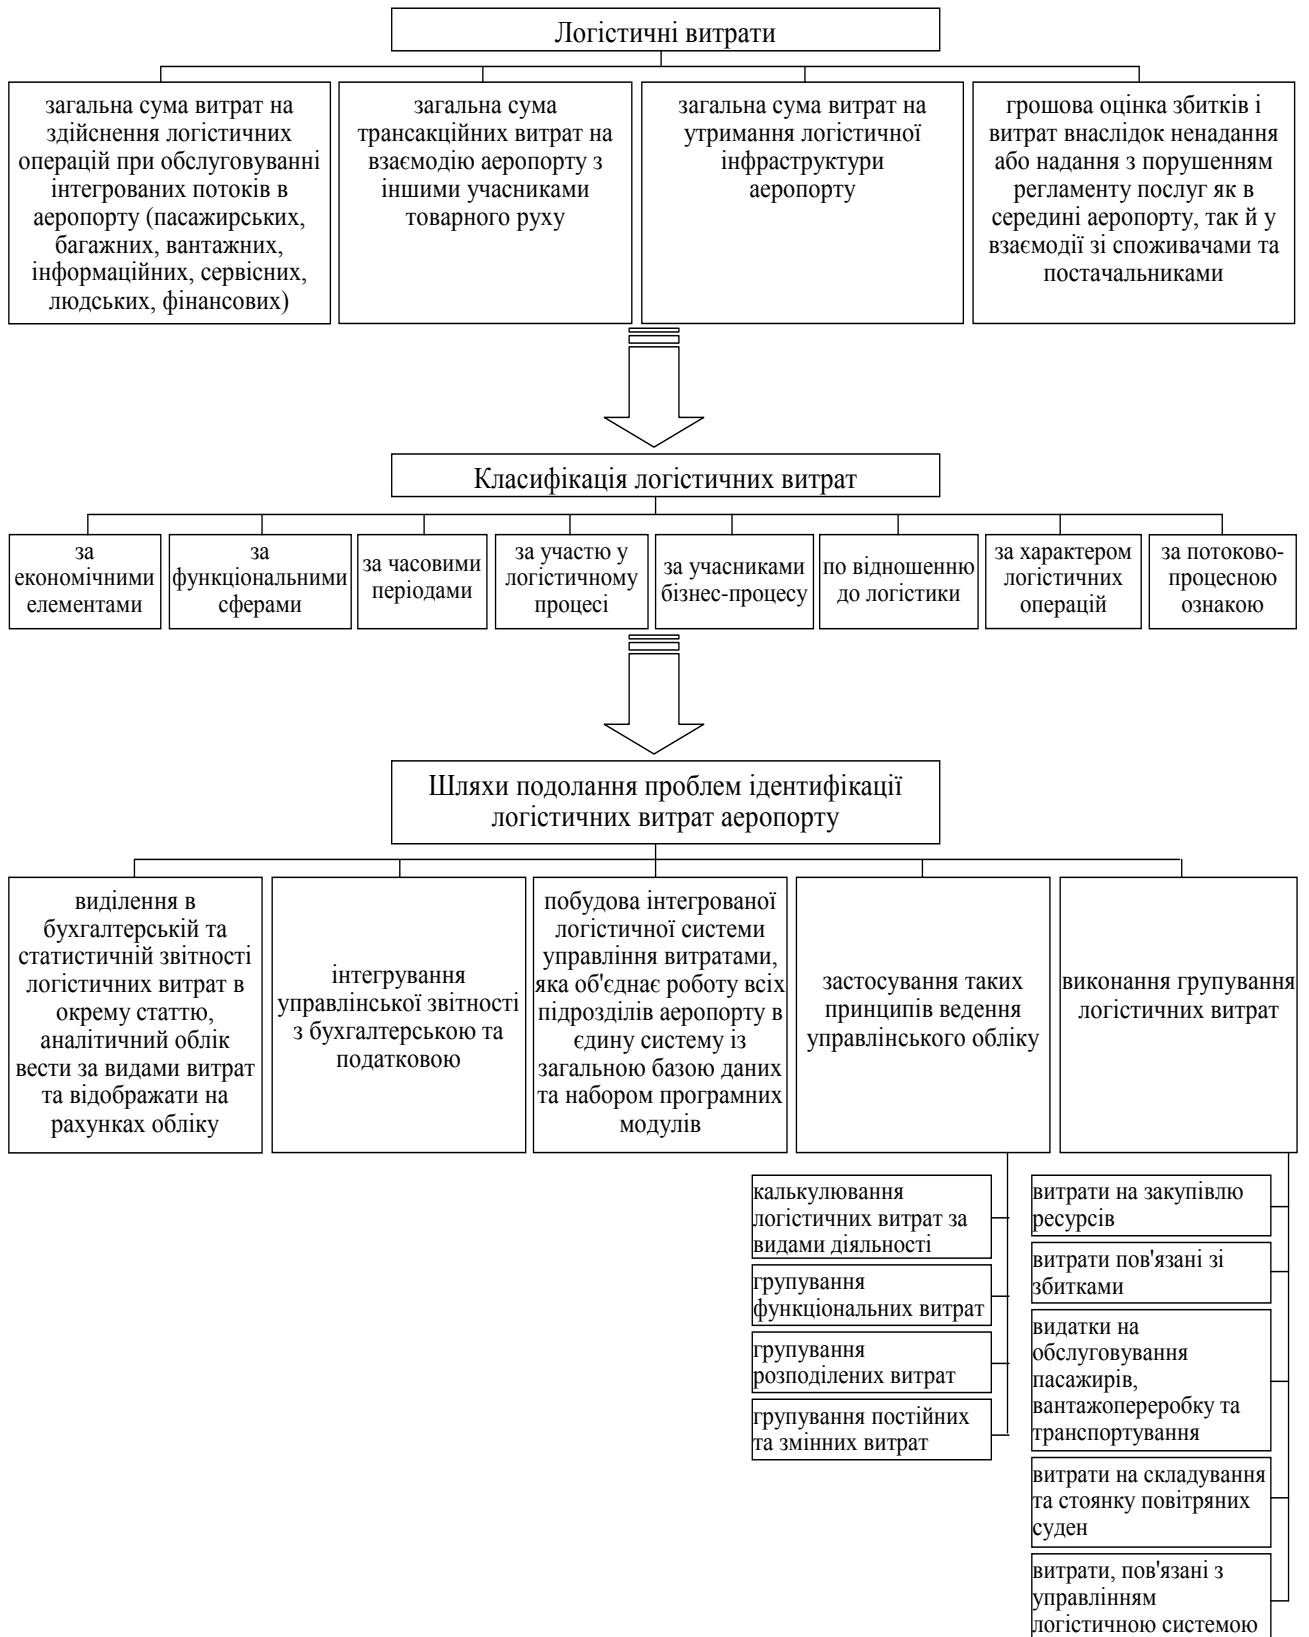 Логістичні витрати
загальна сума витрат на
здійснення логістичних
операцій при обслуговуванні
інтегрованих потоків в
аеропорту (пасажирських,
багажних, вантажних,
інформаційних, сервісних,
людських, фінансових)
загальна сума
трансакційних витрат на
взаємодію аеропорту з
іншими учасниками
товарного руху
загальна сума витрат на
утримання логістичної
інфраструктури
аеропорту
грошова оцінка збитків і
витрат внаслідок ненадання
або надання з порушенням
регламенту послуг як в
середині аеропорту, так й у
взаємодії зі споживачами та
постачальниками
Класифікація логістичних витрат
за
економічними
елементами
за
функціональними
сферами
за часовими
періодами
за участю у
логістичному
процесі
за учасниками
бізнес-процесу
по відношенню
до логістики
за характером
логістичних
операцій
за потоково-
процесною
ознакою
Шляхи подолання проблем ідентифікації
логістичних витрат аеропорту
виділення в
бухгалтерській та
статистичній звітності
логістичних витрат в
окрему статтю,
аналітичний облік
вести за видами витрат
та відображати на
рахунках обліку
інтегрування
управлінської звітності
з бухгалтерською та
податковою
побудова інтегрованої
логістичної системи
управління витратами,
яка об'єднає роботу всіх
підрозділів аеропорту в
єдину систему із
загальною базою даних
та набором програмних
модулів
застосування таких
принципів ведення
управлінського обліку
виконання групування
логістичних витрат
калькулювання
логістичних витрат за
видами діяльності
групування
функціональних витрат
групування
розподілених витрат
групування постійних
та змінних витрат
витрати на закупівлю
ресурсів
витрати пов'язані зі
збитками
видатки на
обслуговування
пасажирів,
вантажопереробку та
транспортування
витрати на складування
та стоянку повітряних
суден
витрати, пов'язані з
управлінням
логістичною системою